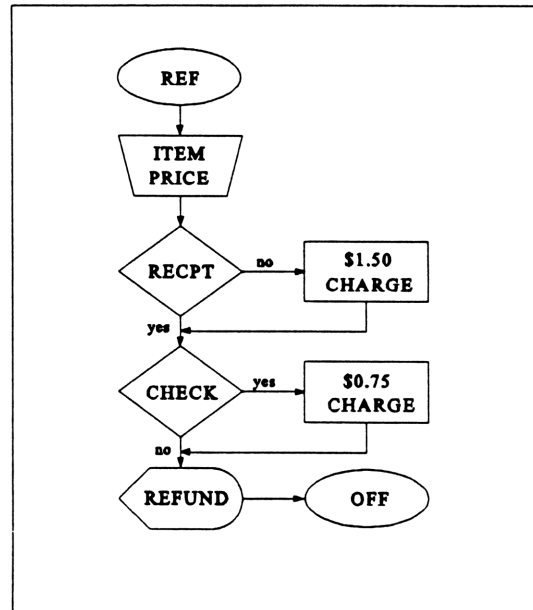 REF
ITEM
PRICE
RECPT
no
$1.50
CHARGE
yes
CHECK
yes
$0.75
CHARGE
no
REFUND
OFF